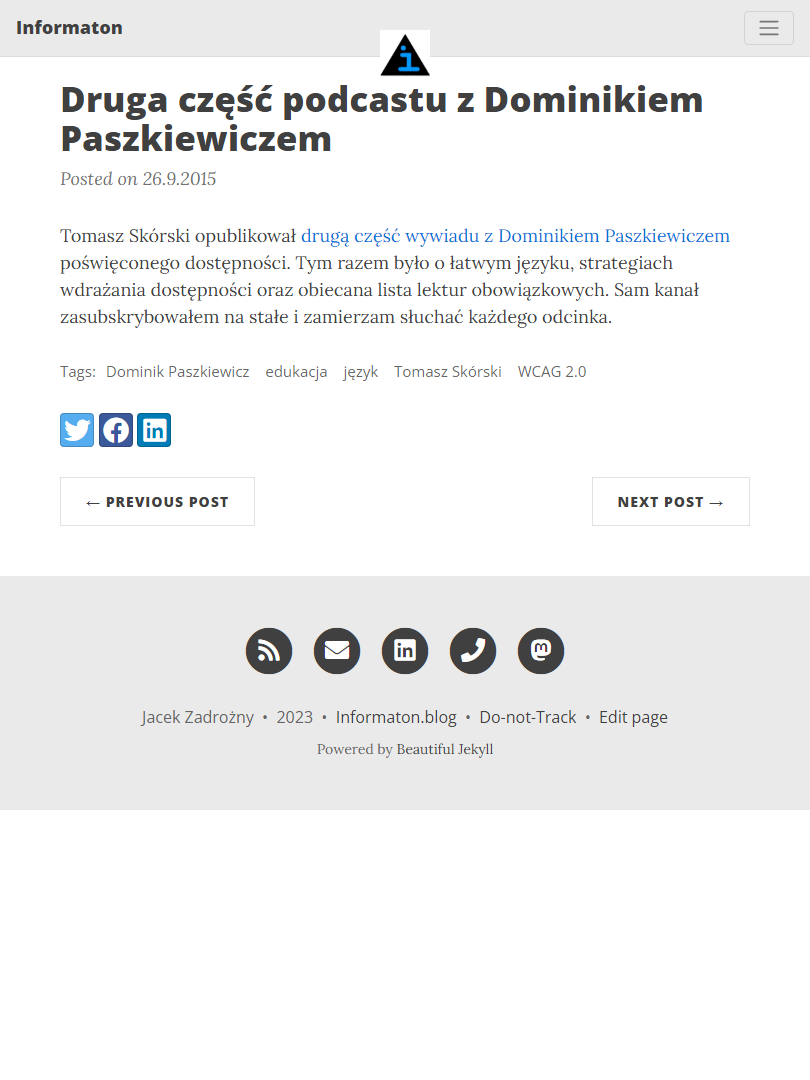 Informaton
i
Druga część podcastu z Dominikiem
Paszkiewiczem
Posted on 26.9.2015
Tomasz Skórski opublikował drugą część wywiadu z Dominikiem Paszkiewiczem
poświęconego dostępności. Tym razem było o łatwym języku, strategiach
wdrażania dostępności oraz obiecana lista lektur obowiązkowych. Sam kanał
zasubskrybowałem na stałe i zamierzam słuchać każdego odcinka.
Tags: Dominik Paszkiewicz edukacja język Tomasz Skórski WCAG 2.0
← PREVIOUS POST NEXT POST →
Jacek Zadrożny • 2023 • Informaton.blog • Do-not-Track • Edit page
Powered by Beautiful Jekyll